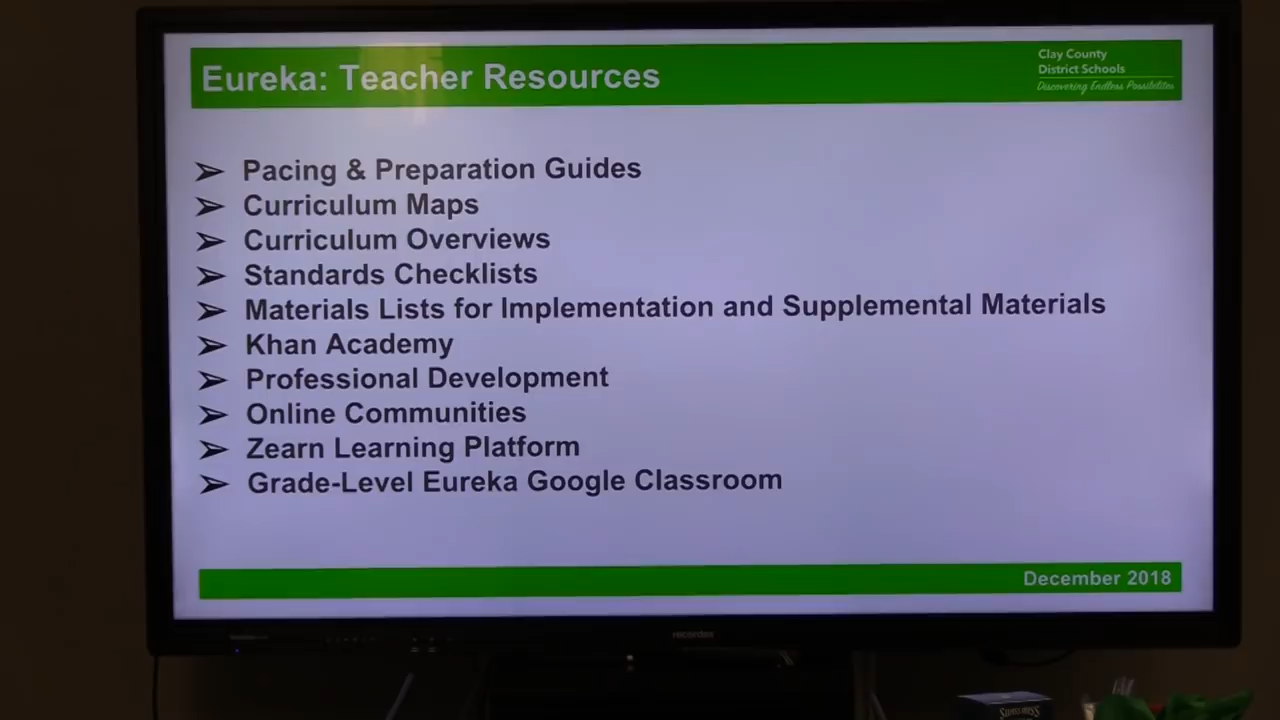 Eureka: Teacher Resources
Clay County
District Schools
Discovering Endless Possibilities
➢ Pacing & Preparation Guides
➢ Curriculum Maps
➢ Curriculum Overviews
➢ Standards Checklists
➢ Materials Lists for Implementation and Supplemental Materials
➢ Khan Academy
➢ Professional Development
➢ Online Communities
➢ Zearn Learning Platform
➢ Grade-Level Eureka Google Classroom
December 2018
recordex